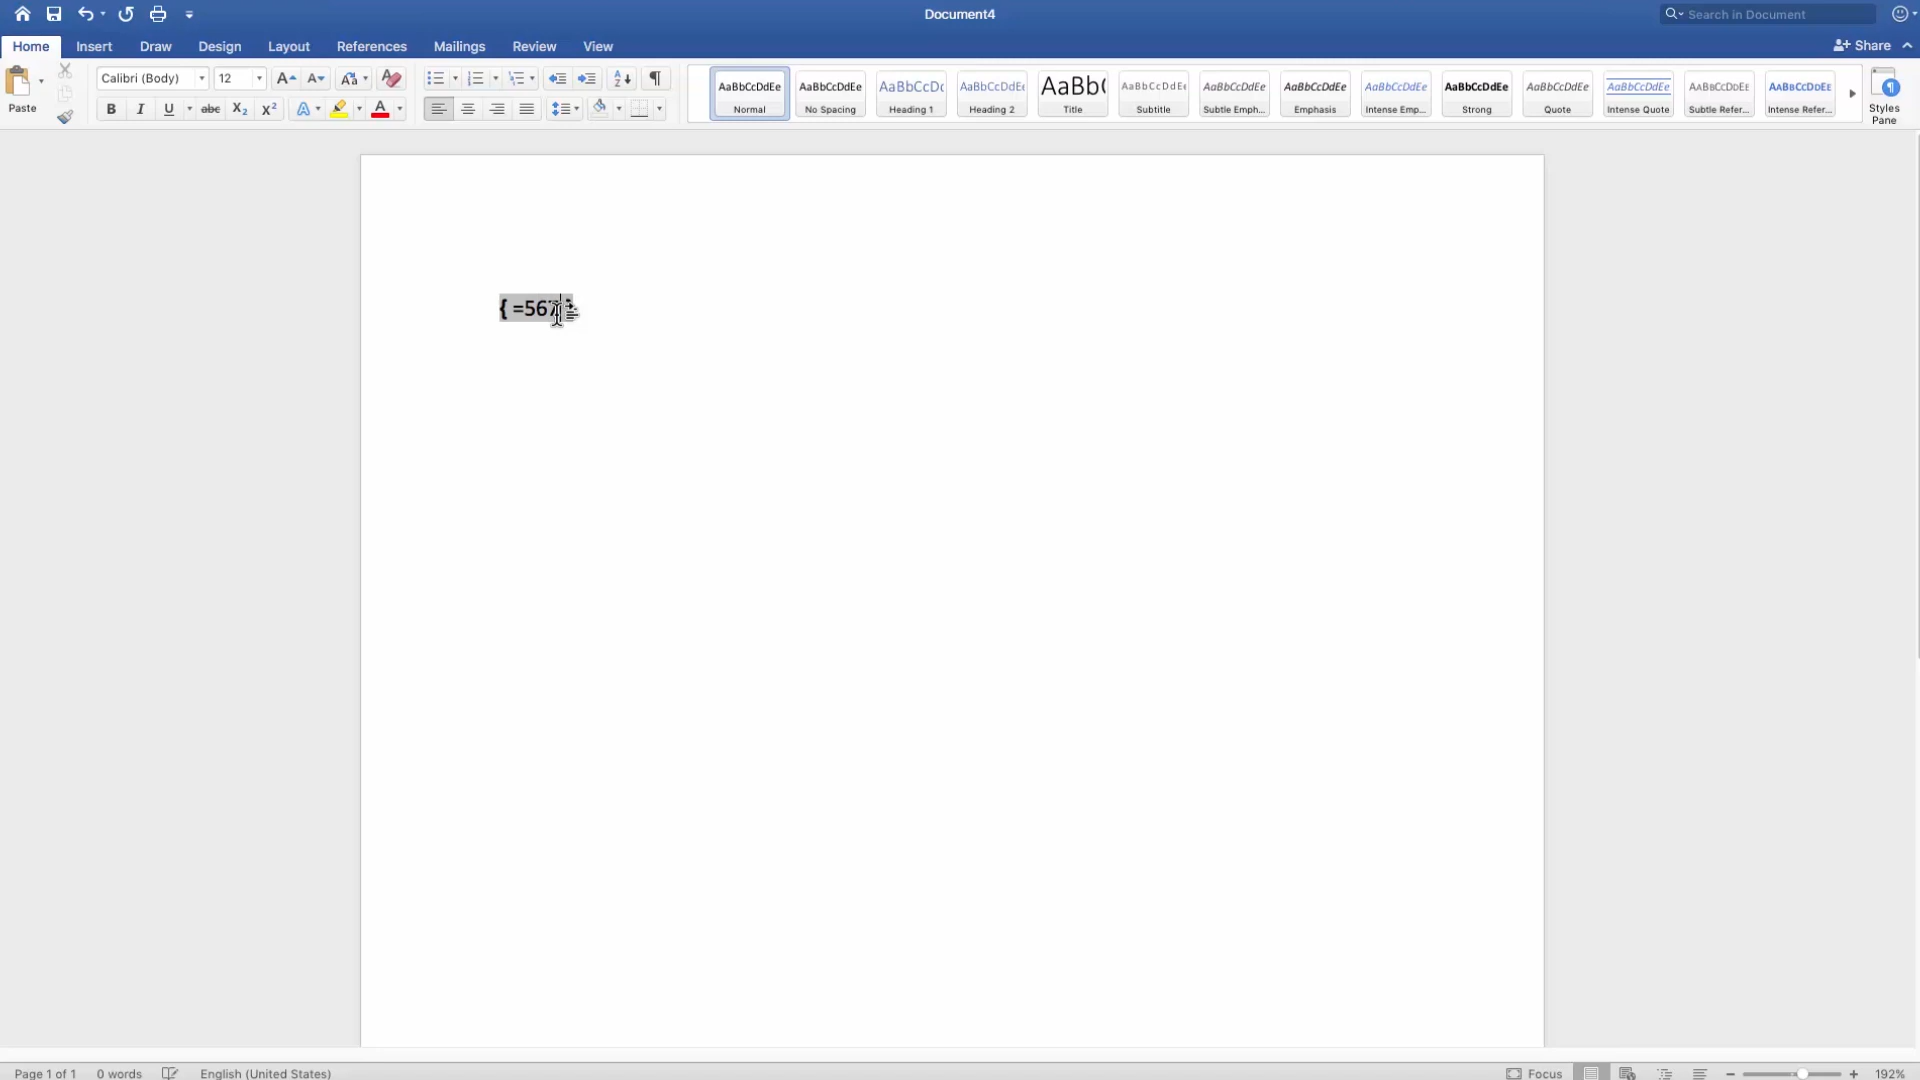 Document4
Search in Document
Home Insert Draw Design Layout References Mailings Review View
Share
Paste
Calibri (Body) 12
AaBbCcDdEe AaBbCcDdEe AaBbCcDc AaBbCcDdEe AaBb( AaBbCcDdEe AaBbCcDdEe AaBbCcDdEe AaBbCcDdEe AaBbCcDdEe AaBbCcDdEe AaBbCcDdEe AaBbCcDdEe AaBbCcDdEe
Normal No Spacing Heading 1 Heading 2 Title Subtitle Subtle Emph... Emphasis Intense Emp... Strong Quote Intense Quote Subtle Refer... Intense Refer...
Styles Pane
{ =567 }
Page 1 of 1 0 words English (United States) Focus 192%